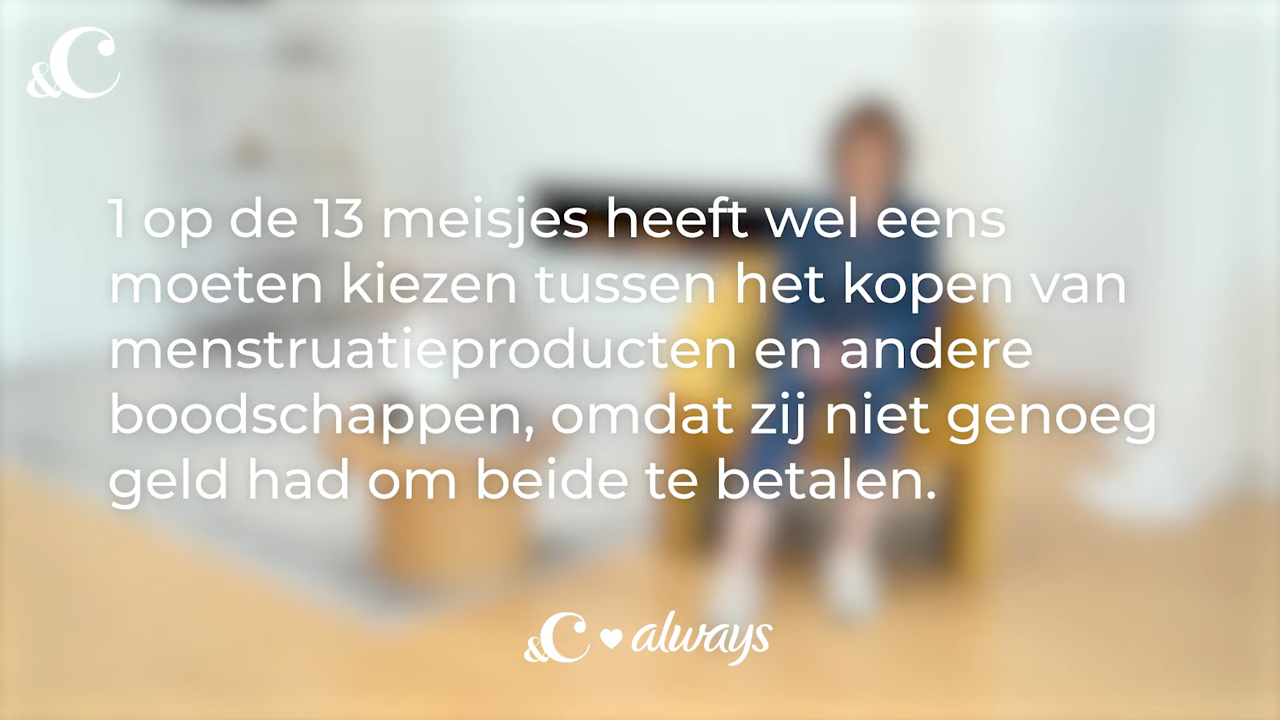 &C
1 op de 13 meisjes heeft wel eens
moeten kiezen tussen het kopen van
menstruatieproducten en andere
boodschappen, omdat zij niet genoeg
geld had om beide te betalen.
&C always